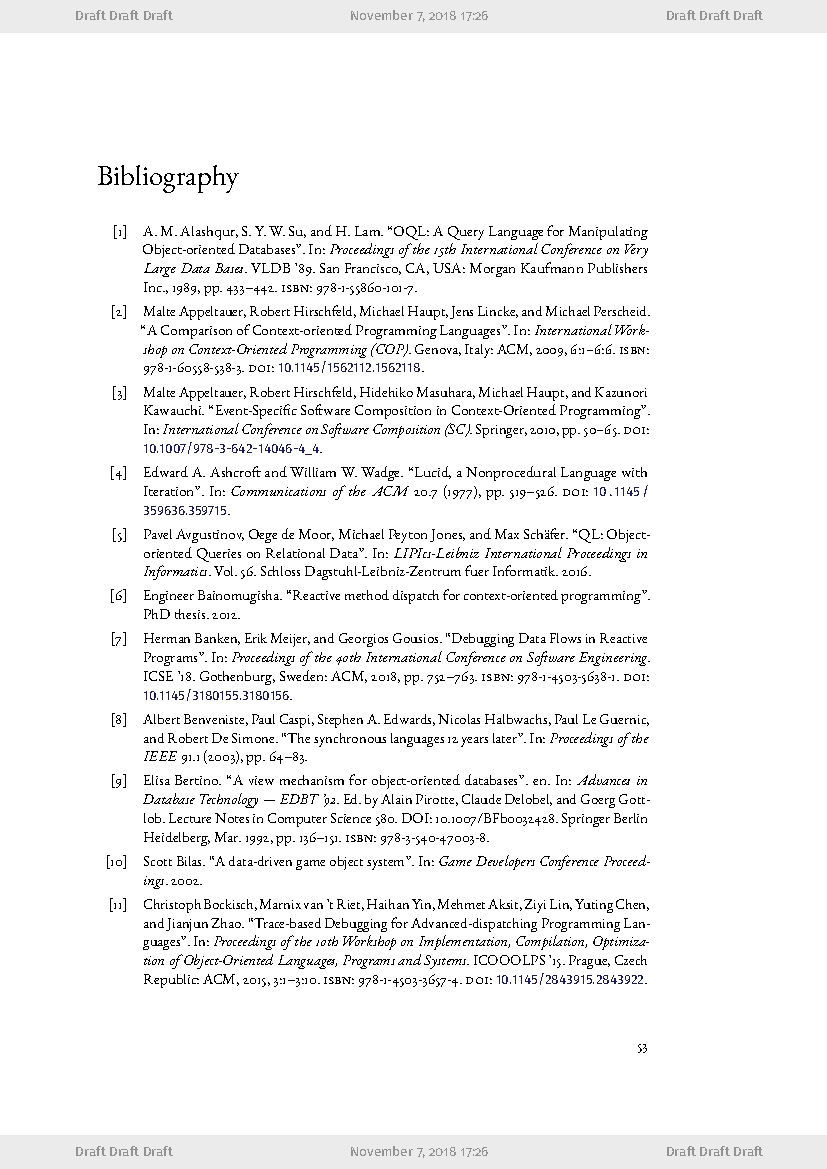 Draft Draft Draft November 7, 2018 17:26 Draft Draft Draft
Bibliography
[1] A. M. Alashqur, S. Y. W. Su, and H. Lam. “OQL: A Query Language for Manipulating
Object-oriented Databases”. In: Proceedings of the 15th International Conference on Very
Large Data Bases. VLDB ’89. San Francisco, CA, USA: Morgan Kaufmann Publishers
Inc., 1989, pp. 433–442. ISBN: 978-1-55860-101-7.
[2] Malte Appeltauer, Robert Hirschfeld, Michael Haupt, Jens Lincke, and Michael Perscheid.
“A Comparison of Context-oriented Programming Languages”. In: International Work-
shop on Context-Oriented Programming (COP). Genova, Italy: ACM, 2009, 6:1–6:6. ISBN:
978-1-60558-538-3. DOI: 10.1145/1562112.1562118.
[3] Malte Appeltauer, Robert Hirschfeld, Hidehiko Masuhara, Michael Haupt, and Kazunori
Kawauchi. “Event-Specific Software Composition in Context-Oriented Programming”.
In: International Conference on Software Composition (SC). Springer, 2010, pp. 50–65. DOI:
10.1007/978-3-642-14046-4_4.
[4] Edward A. Ashcroft and William W. Wadge. “Lucid, a Nonprocedural Language with
Iteration”. In: Communications of the ACM 20.7 (1977), pp. 519–526. DOI: 10.1145/
359636.359715.
[5] Pavel Avgustinov, Oege de Moor, Michael Peyton Jones, and Max Schäfer. “QL: Object-
oriented Queries on Relational Data”. In: LIPIcs-Leibniz International Proceedings in
Informatics. Vol. 56. Schloss Dagstuhl-Leibniz-Zentrum fuer Informatik. 2016.
[6] Engineer Bainomugisha. “Reactive method dispatch for context-oriented programming”.
PhD thesis. 2012.
[7] Herman Banken, Erik Meijer, and Georgios Gousios. “Debugging Data Flows in Reactive
Programs”. In: Proceedings of the 40th International Conference on Software Engineering.
ICSE ’18. Gothenburg, Sweden: ACM, 2018, pp. 752–763. ISBN: 978-1-4503-5638-1. DOI:
10.1145/3180155.3180156.
[8] Albert Benveniste, Paul Caspi, Stephen A. Edwards, Nicolas Halbwachs, Paul Le Guernic,
and Robert De Simone. “The synchronous languages 12 years later”. In: Proceedings of the
IEEE 91.1 (2003), pp. 64–83.
[9] Elisa Bertino. “A view mechanism for object-oriented databases”. en. In: Advances in
Database Technology — EDBT ’92. Ed. by Alain Pirotte, Claude Delobel, and Goerg Gott-
lob. Lecture Notes in Computer Science 580. DOI: 10.1007/BFb0032428. Springer Berlin
Heidelberg, Mar. 1992, pp. 136–151. ISBN: 978-3-540-47003-8.
[10] Scott Bilas. “A data-driven game object system”. In: Game Developers Conference Proceed-
ings. 2002.
[11] Christoph Bockisch, Marnix van ’t Riet, Haihan Yin, Mehmet Aksit, Ziyi Lin, Yuting Chen,
and Jianjun Zhao. “Trace-based Debugging for Advanced-dispatching Programming Lan-
guages”. In: Proceedings of the 10th Workshop on Implementation, Compilation, Optimiza-
tion of Object-Oriented Languages, Programs and Systems. ICOOOLPS ’15. Prague, Czech
Republic: ACM, 2015, 3:1–3:10. ISBN: 978-1-4503-3657-4. DOI: 10.1145/2843915.2843922.
53
Draft Draft Draft November 7, 2018 17:26 Draft Draft Draft